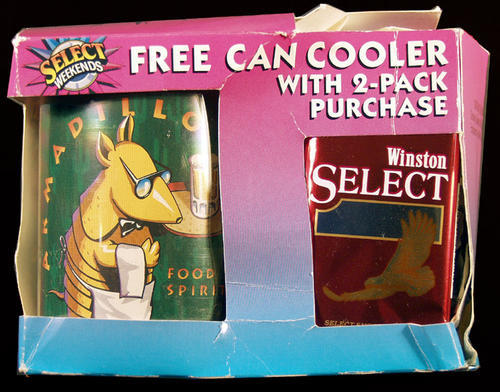 SELECT
WEEKENDS
FREE CAN COOLER
WITH 2-PACK
PURCHASE
ARMADILLO
FOOD
SPIRIT
Winston
SELECT